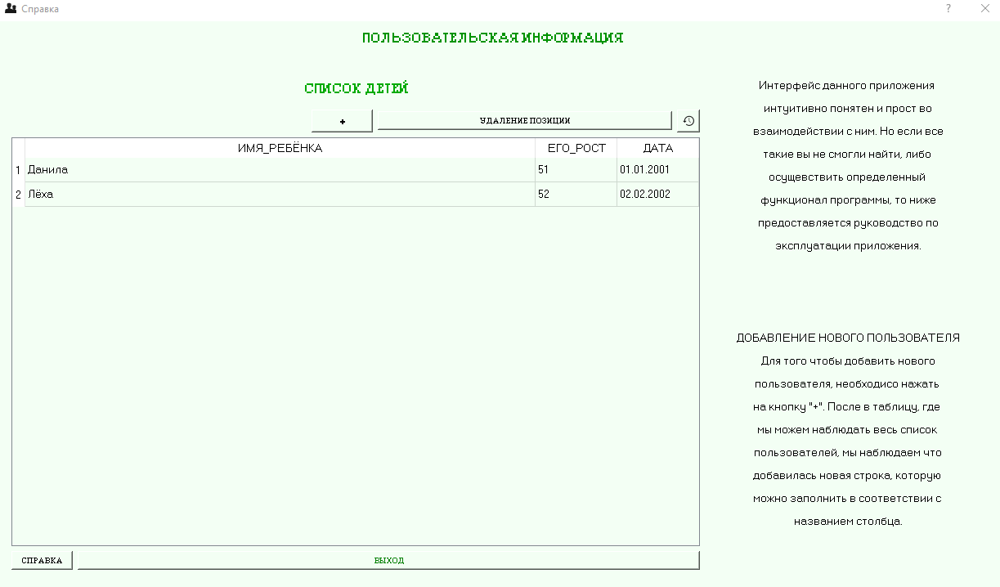 Справка
?
ПОЛЬЗОВАТЕЛЬСКАЯ ИНФОРМАЦИЯ
СПИСОК ДЕТЕЙ
+ УДАЛЕНИЕ ПОЗИЦИИ
ИМЯ_РЕБЁНКА ЕГО_РОСТ ДАТА
1 Данила 51 01.01.2001
2 Лёха 52 02.02.2002
СПРАВКА ВЫХОД
Интерфейс данного приложения
интуитивно понятен и прост во
взаимодействии с ним. Но если все
такие вы не смогли найти, либо
осущевствить определенный
функционал программы, то ниже
предоставляется руководство по
эксплуатации приложения.
ДОБАВЛЕНИЕ НОВОГО ПОЛЬЗОВАТЕЛЯ
Для того чтобы добавить нового
пользователя, необходисо нажать
на кнопку "+". После в таблицу, где
мы можем наблюдать весь список
пользователей, мы наблюдаем что
добавилась новая строка, которую
можно заполнить в соответствии с
названием столбца.